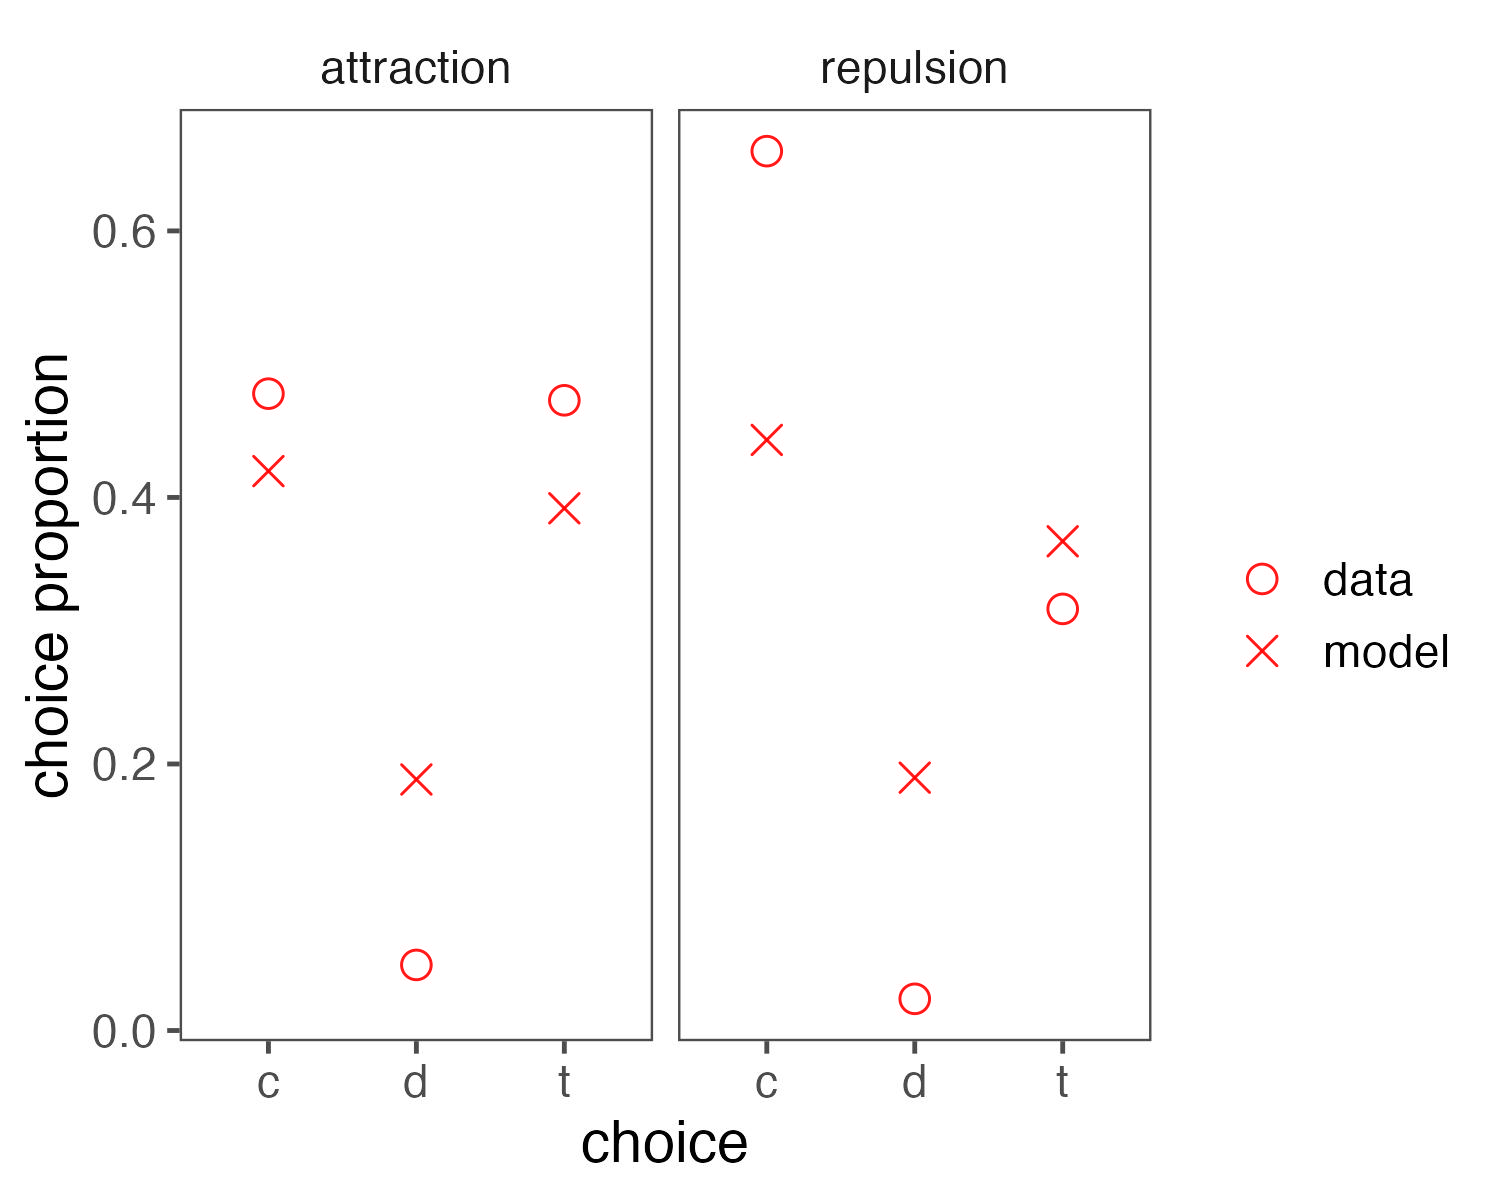 attraction
repulsion
choice proportion
0.6
0.4
0.2
0.0
c d t
c d t
choice
data
model